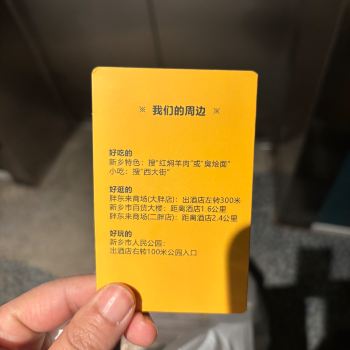 ※ 我们的周边 ※
好吃的
新乡特色：搜“红焖羊肉”或“臭烩面”
小吃：搜“西大街”
好逛的
胖东来商场(大胖店)：出酒店左转300米
新乡市百货大楼：距离酒店1.6公里
胖东来商场(二胖店)：距离酒店2.4公里
好玩的
新乡市人民公园：
出酒店右转100米公园入口